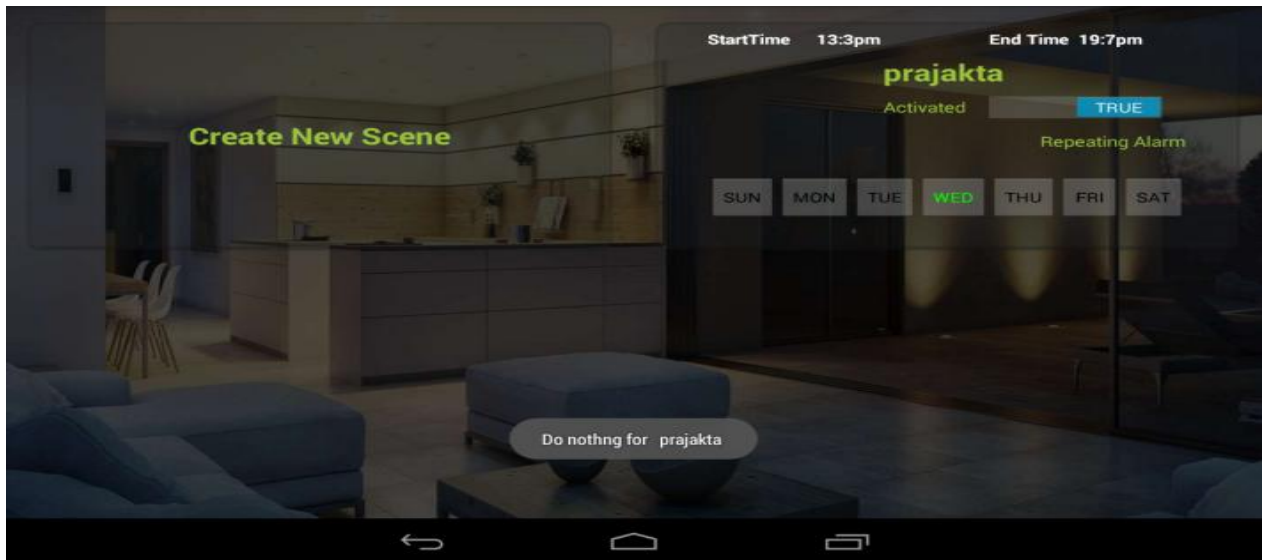 StartTime 13:3pm End Time 19:7pm
prajakta
Activated TRUE
Create New Scene
Repeating Alarm
SUN MON TUE WED THU FRI SAT
Do nothng for prajakta